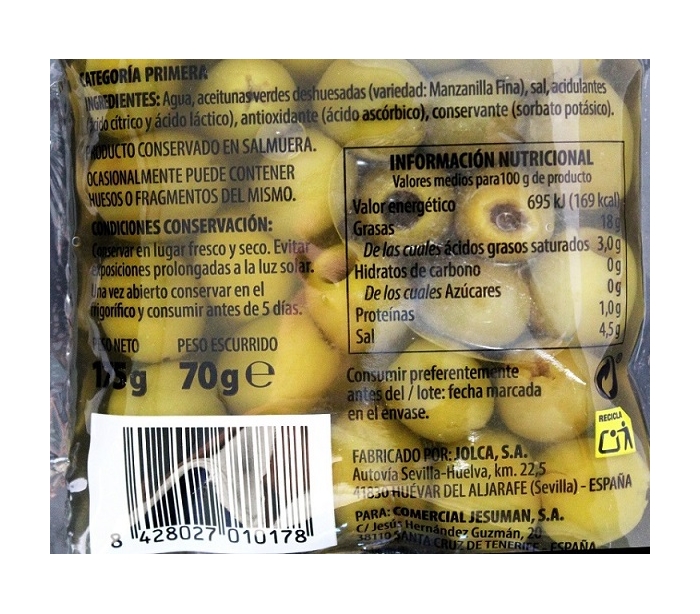 CATEGORÍA PRIMERA
INGREDIENTES: Agua, aceitunas verdes deshuesadas (variedad: Manzanilla Fina), sal, acidulantes
(ácido cítrico y ácido láctico), antioxidante (ácido ascórbico), conservante (sorbato potásico).
PRODUCTO CONSERVADO EN SALMUERA.
OCASIONALMENTE PUEDE CONTENER
HUESOS O FRAGMENTOS DEL MISMO.
CONDICIONES CONSERVACIÓN:
Conservar en lugar fresco y seco. Evitar
exposiciones prolongadas a la luz solar.
Una vez abierto conservar en el
frigorífico y consumir antes de 5 días.
PESO NETO PESO ESCURRIDO
70g e
8 428027 010178
INFORMACIÓN NUTRICIONAL
Valores medios para 100 g de producto
Valor energético 695 kJ (169 kcal)
Grasas 18 g
De las cuales ácidos grasos saturados 3,0 g
Hidratos de carbono 0 g
De los cuales Azúcares 0 g
Proteínas 1,0 g
Sal 4,5 g
Consumir preferentemente
antes del / lote: fecha marcada
en el envase.
RECICLA
FABRICADO POR: JOLCA, S.A.
Autovía Sevilla-Huelva, km. 22,5
41830 HUÉVAR DEL ALJARAFE (Sevilla) - ESPAÑA
PARA: COMERCIAL JESUMAN, S.A.
C/ Jesús Hernández Guzmán, 20
38110 SANTA CRUZ DE TENERIFE - ESPAÑA